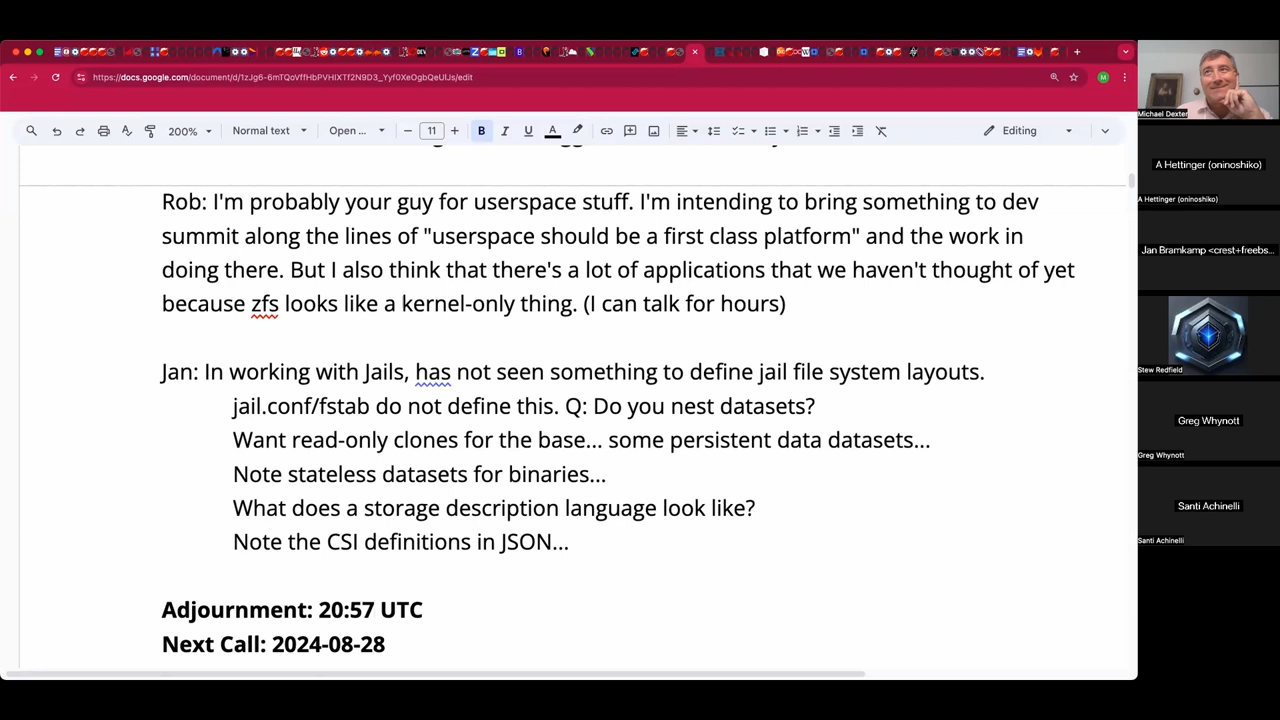 https://docs.google.com/document/d/1zJg6-6mTQoVffHbPVHIXTf2N9D3_Yyf0XeOgbQeUIJs/edit
M
200%
Normal text
Open ...
11
B
I
U
A
Editing
Rob: I'm probably your guy for userspace stuff. I'm intending to bring something to dev
summit along the lines of "userspace should be a first class platform" and the work in
doing there. But I also think that there's a lot of applications that we haven't thought of yet
because zfs looks like a kernel-only thing. (I can talk for hours)
Jan: In working with Jails, has not seen something to define jail file system layouts.
jail.conf/fstab do not define this. Q: Do you nest datasets?
Want read-only clones for the base... some persistent data datasets...
Note stateless datasets for binaries...
What does a storage description language look like?
Note the CSI definitions in JSON...
Adjournment: 20:57 UTC
Next Call: 2024-08-28
Michael Dexter
A Hettinger (oninoshiko)
A Hettinger (oninoshiko)
Jan Bramkamp <crest+freebs...
Stew Redfield
Greg Whynott
Greg Whynott
Santi Achinelli
Santi Achinelli